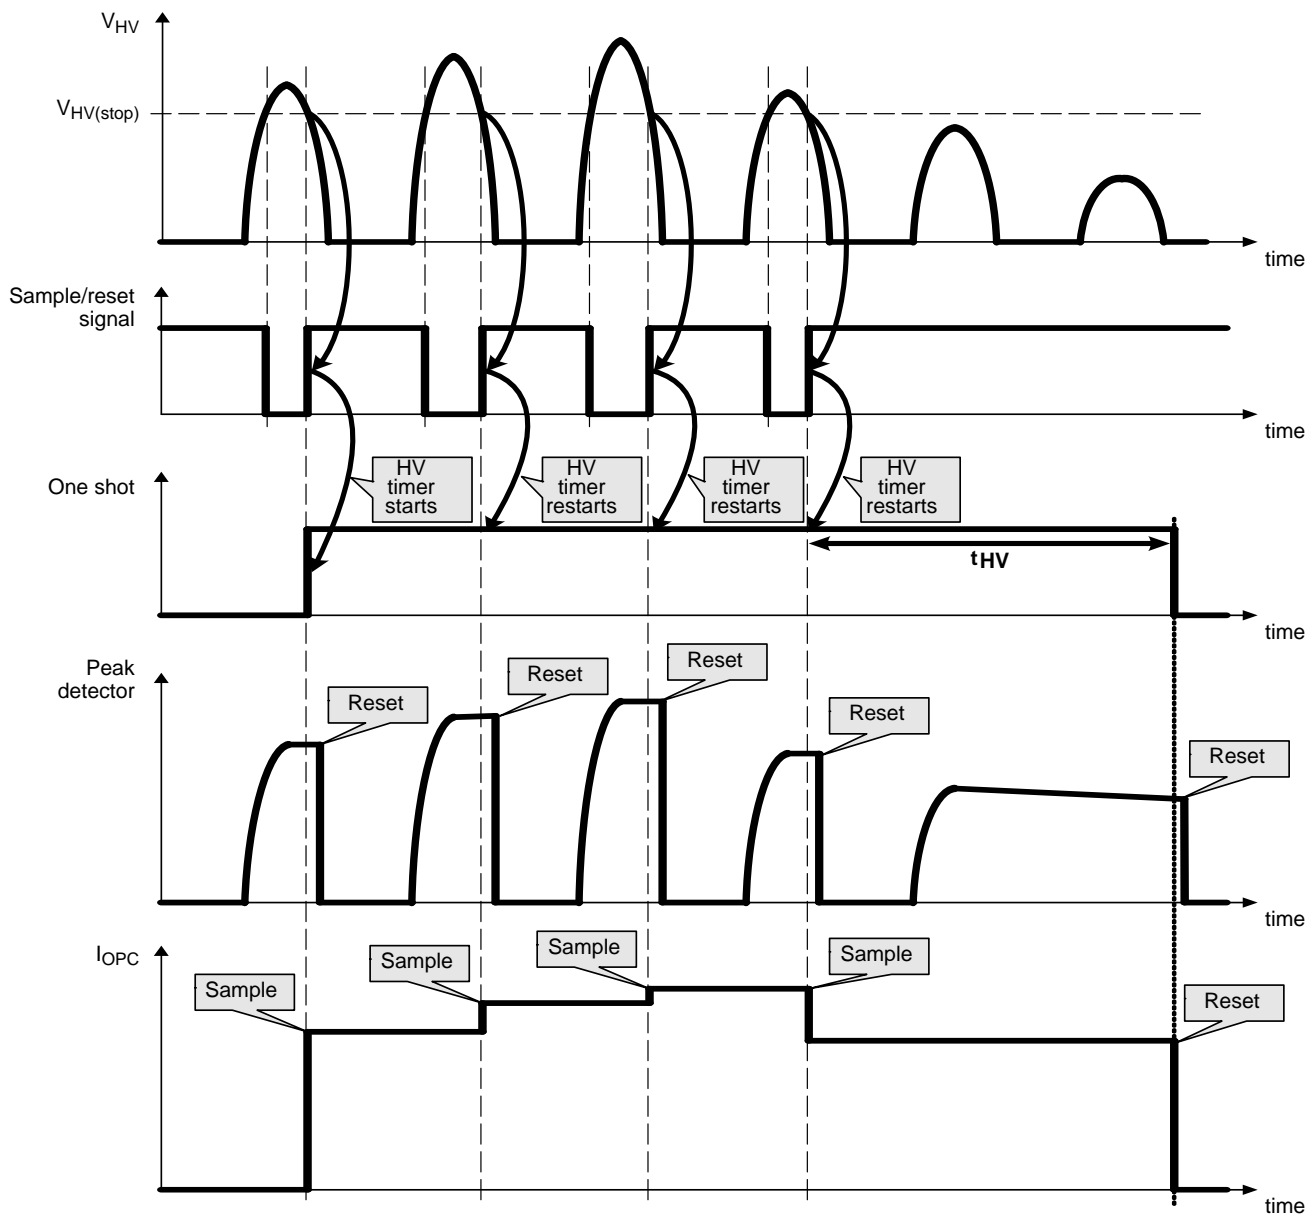 VHV
VHV(stop)
time
Sample/reset
signal
time
One shot
HV
timer
starts
HV
timer
restarts
HV
timer
restarts
HV
timer
restarts
tHV
time
Peak
detector
Reset
Reset
Reset
Reset
Reset
time
IOPC
Sample
Sample
Sample
Sample
Reset
time